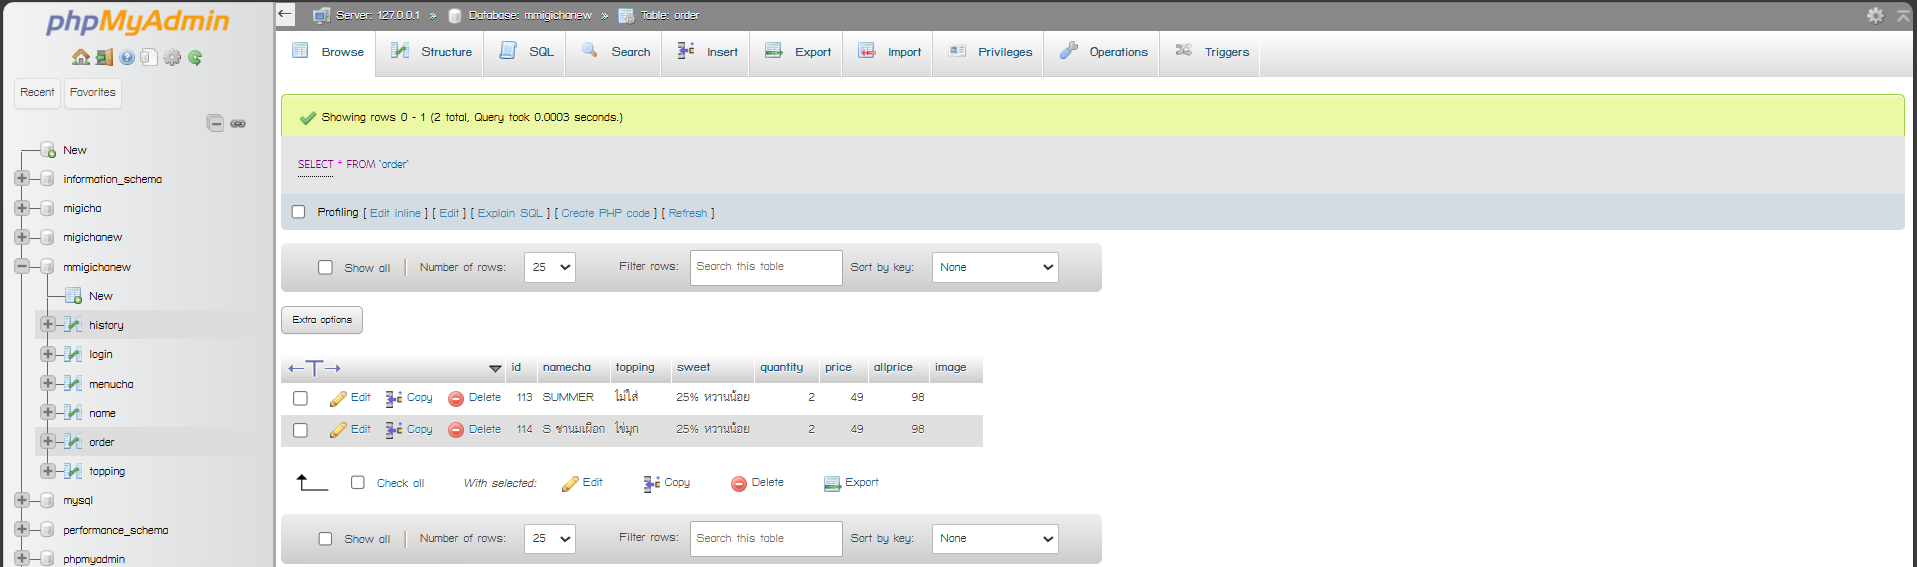 phpMyAdmin
Recent Favorites
New
information_schema
migicha
migichanew
mmigichanew
New
history
login
menucha
name
order
topping
mysql
performance_schema
phpmyadmin
Server: 127.0.0.1 » Database: mmigichanew » Table: order
Browse Structure SQL Search Insert Export Import Privileges Operations Triggers
Showing rows 0 - 1 (2 total, Query took 0.0003 seconds.)
SELECT * FROM `order`
Profiling [ Edit inline ] [ Edit ] [ Explain SQL ] [ Create PHP code ] [ Refresh ]
Show all Number of rows: 25 Filter rows: Search this table Sort by key: None
Extra options
←T→ id namecha topping sweet quantity price allprice image
Edit Copy Delete 113 SUMMER ไม่ใส่ 25% หวานน้อย 2 49 98
Edit Copy Delete 114 S ชานมเผือก ไข่มุก 25% หวานน้อย 2 49 98
Check all With selected: Edit Copy Delete Export
Show all Number of rows: 25 Filter rows: Search this table Sort by key: None